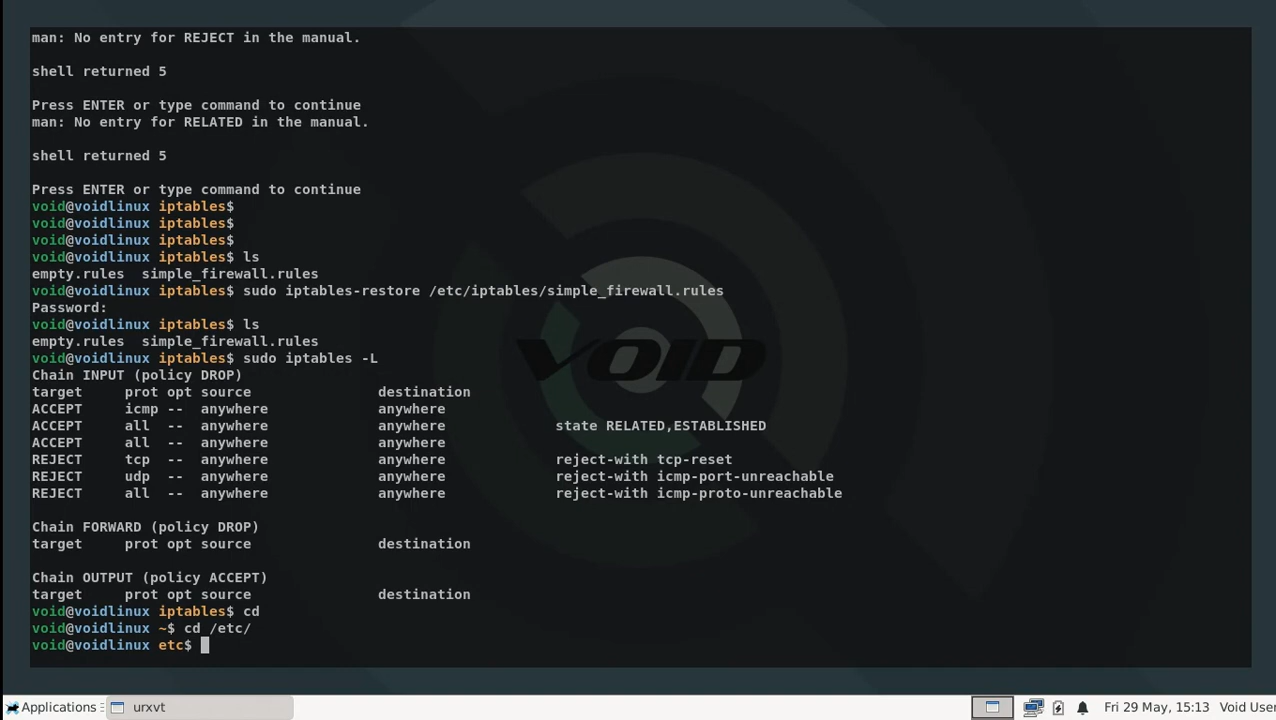 man: No entry for REJECT in the manual.
shell returned 5
Press ENTER or type command to continue
man: No entry for RELATED in the manual.
shell returned 5
Press ENTER or type command to continue
void@voidlinux iptables$
void@voidlinux iptables$
void@voidlinux iptables$
void@voidlinux iptables$ ls
empty.rules  simple_firewall.rules
void@voidlinux iptables$ sudo iptables-restore /etc/iptables/simple_firewall.rules
Password:
void@voidlinux iptables$ ls
empty.rules  simple_firewall.rules
void@voidlinux iptables$ sudo iptables -L
Chain INPUT (policy DROP)
target     prot opt source               destination
ACCEPT     icmp --  anywhere             anywhere
ACCEPT     all  --  anywhere             anywhere             state RELATED,ESTABLISHED
ACCEPT     all  --  anywhere             anywhere
REJECT     tcp  --  anywhere             anywhere             reject-with tcp-reset
REJECT     udp  --  anywhere             anywhere             reject-with icmp-port-unreachable
REJECT     all  --  anywhere             anywhere             reject-with icmp-proto-unreachable
Chain FORWARD (policy DROP)
target     prot opt source               destination
Chain OUTPUT (policy ACCEPT)
target     prot opt source               destination
void@voidlinux iptables$ cd
void@voidlinux ~$ cd /etc/
void@voidlinux etc$
VOID
Applications urxvt Fri 29 May, 15:13 Void User